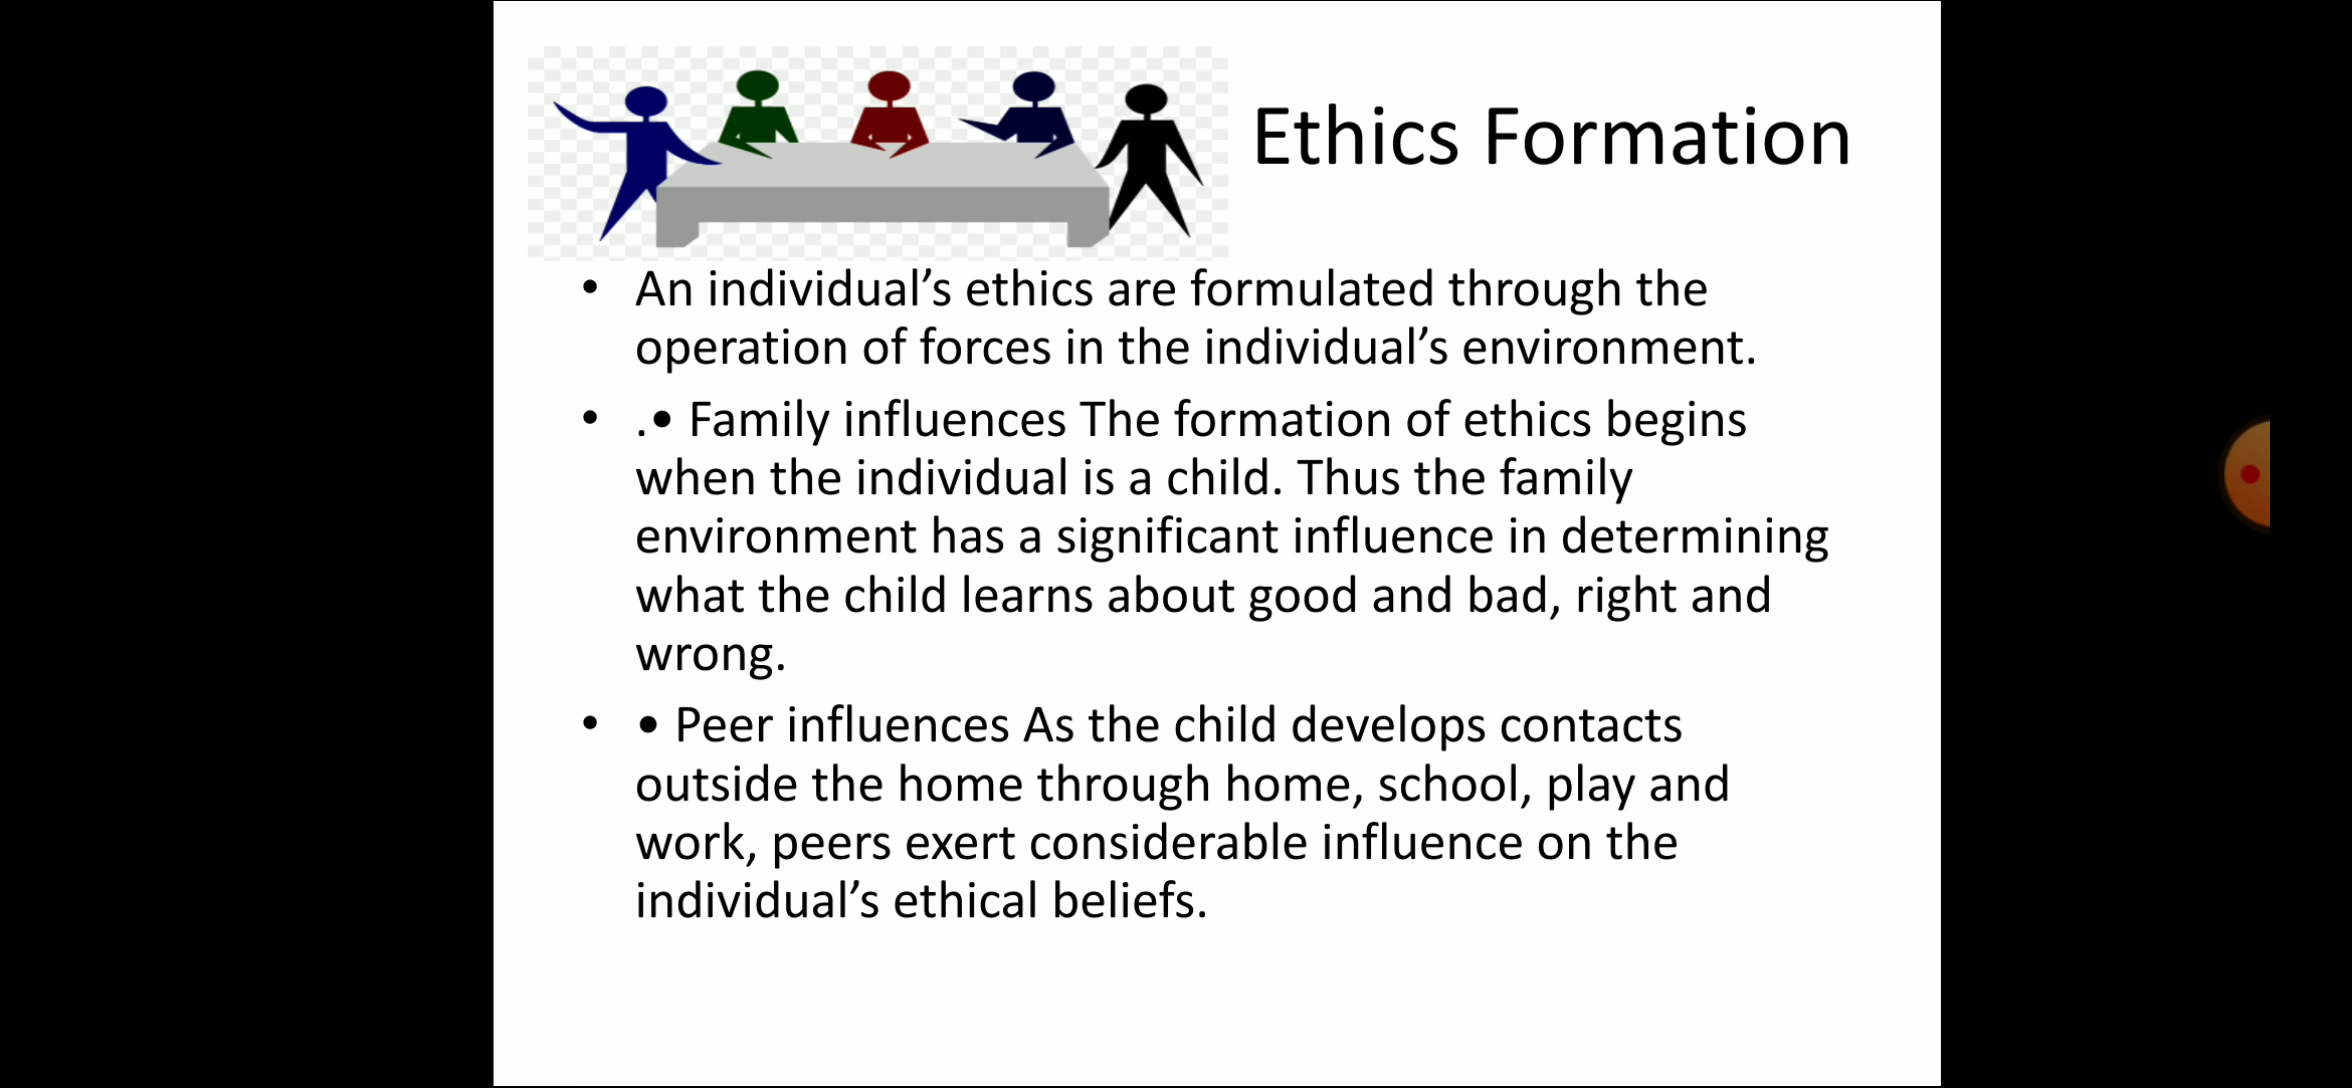 Ethics Formation
• An individual’s ethics are formulated through the
operation of forces in the individual’s environment.
• .• Family influences The formation of ethics begins
when the individual is a child. Thus the family
environment has a significant influence in determining
what the child learns about good and bad, right and
wrong.
• • Peer influences As the child develops contacts
outside the home through home, school, play and
work, peers exert considerable influence on the
individual’s ethical beliefs.